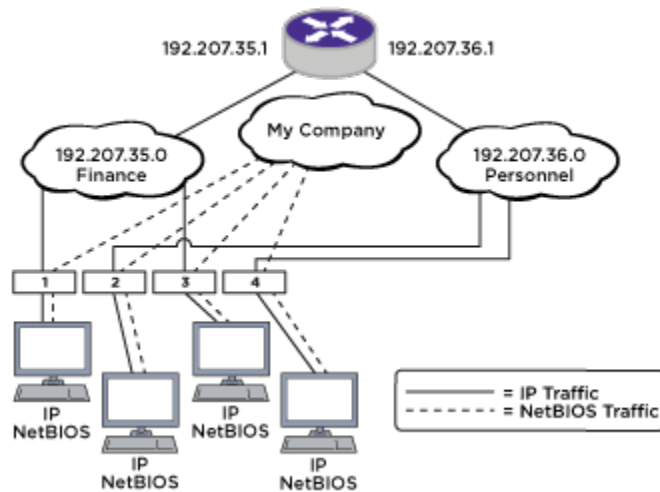 192.207.35.1
192.207.36.1
My Company
192.207.35.0
Finance
192.207.36.0
Personnel
1
2
3
4
IP
NetBIOS
IP
NetBIOS
IP
NetBIOS
IP
NetBIOS
= IP Traffic
= NetBIOS Traffic